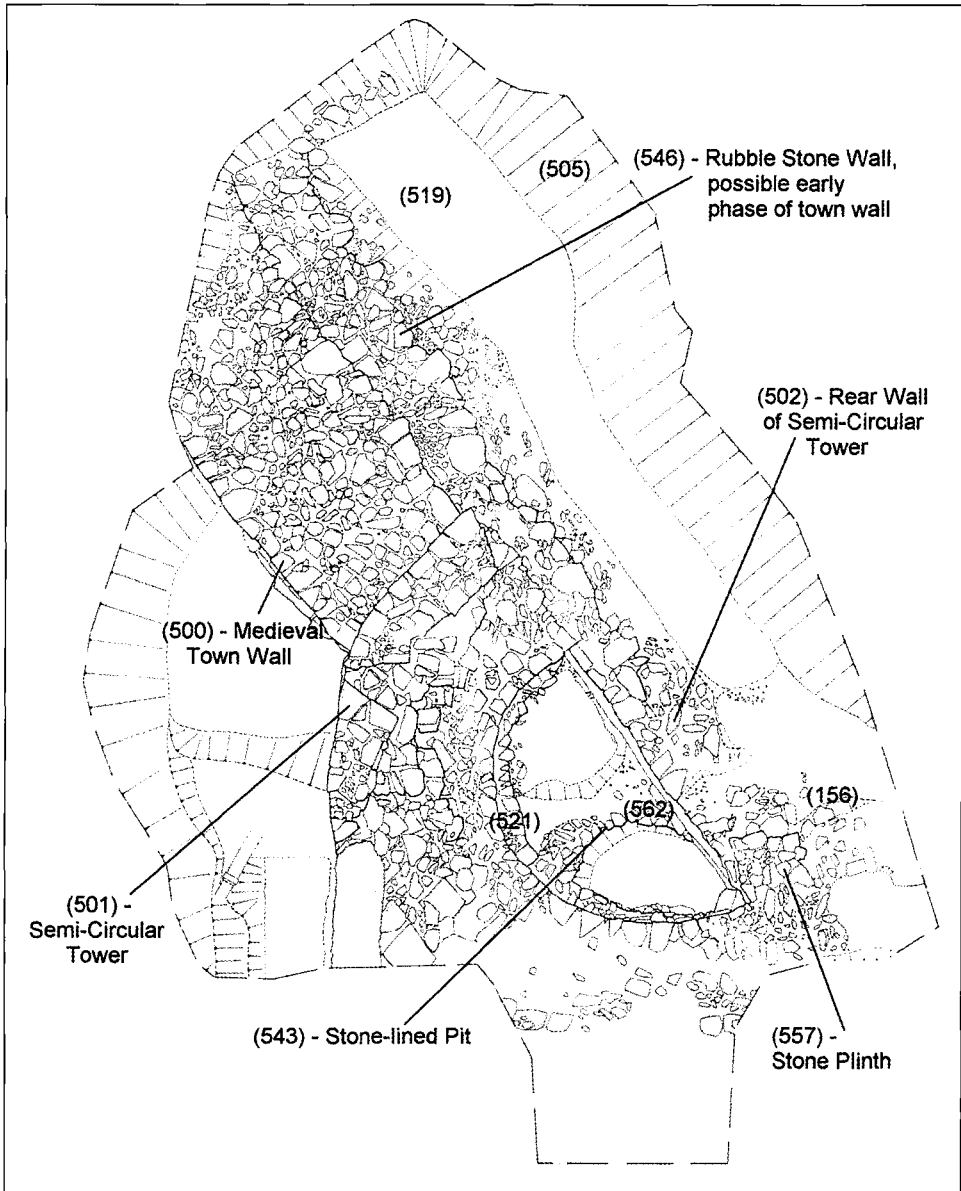 (546) - Rubble Stone Wall,
possible early
phase of town wall
(505)
(519)
(502) - Rear Wall
of Semi-Circular
Tower
(500) - Medieval
Town Wall
(521)
(562)
(156)
(501) -
Semi-Circular
Tower
(543) - Stone-lined Pit
(557) -
Stone Plinth